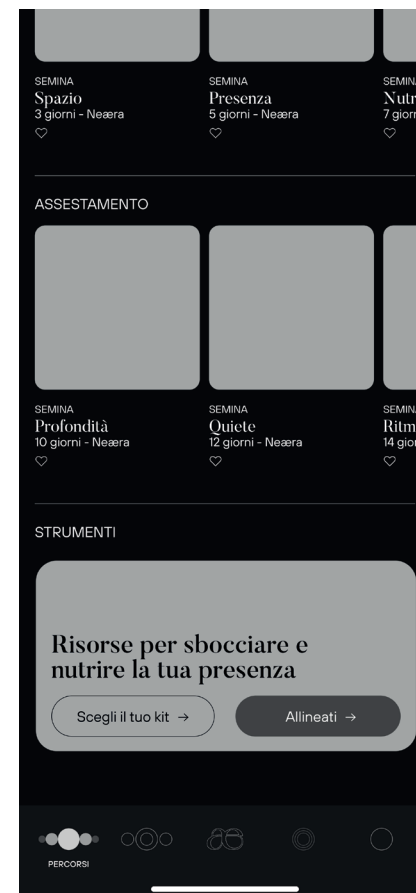 SEMINA
Spazio
3 giorni - Neæra
SEMINA
Presenza
5 giorni - Neæra
ASSESTAMENTO
SEMINA
Profondità
10 giorni - Neæra
SEMINA
Quiete
12 giorni - Neæra
STRUMENTI
Risorse per sbocciare e
nutrire la tua presenza
Scegli il tuo kit →
Allineati →
PERCORSI